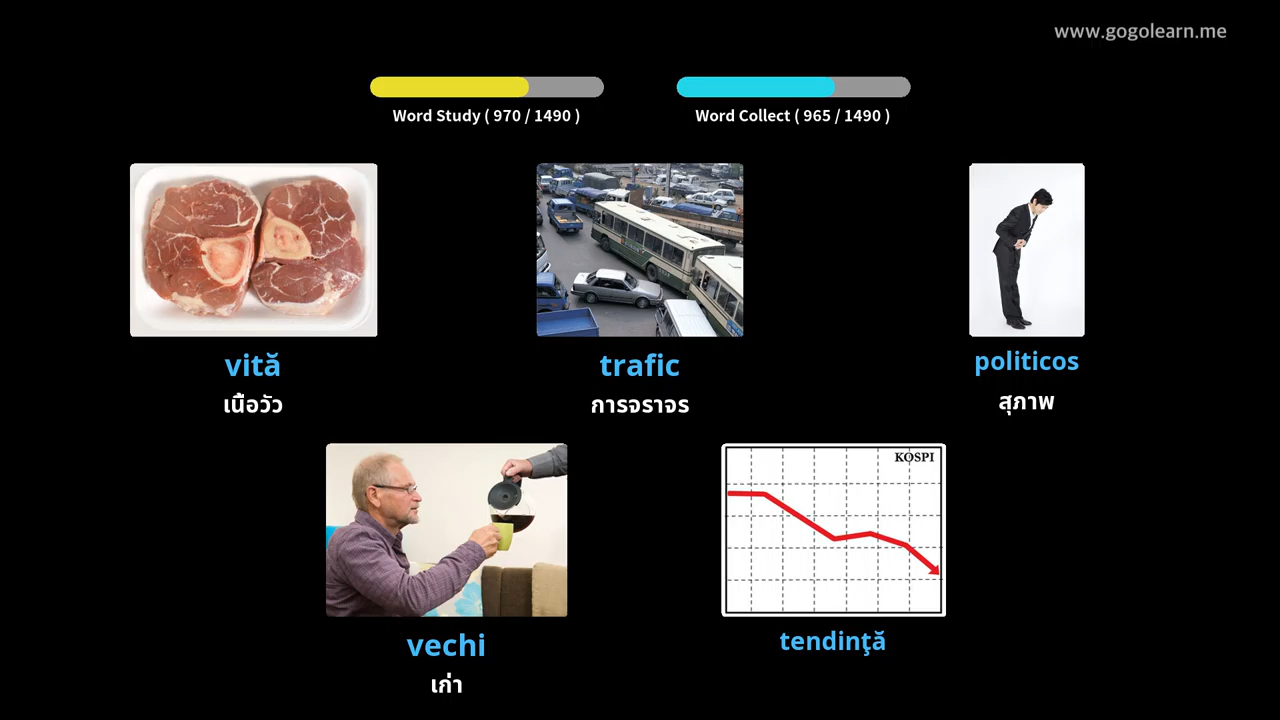 www.gogolearn.me
Word Study ( 970 / 1490 )
Word Collect ( 965 / 1490 )
vită
เนื้อวัว
trafic
การจราจร
politicos
สุภาพ
KOSPI
vechi
เก่า
tendinţă